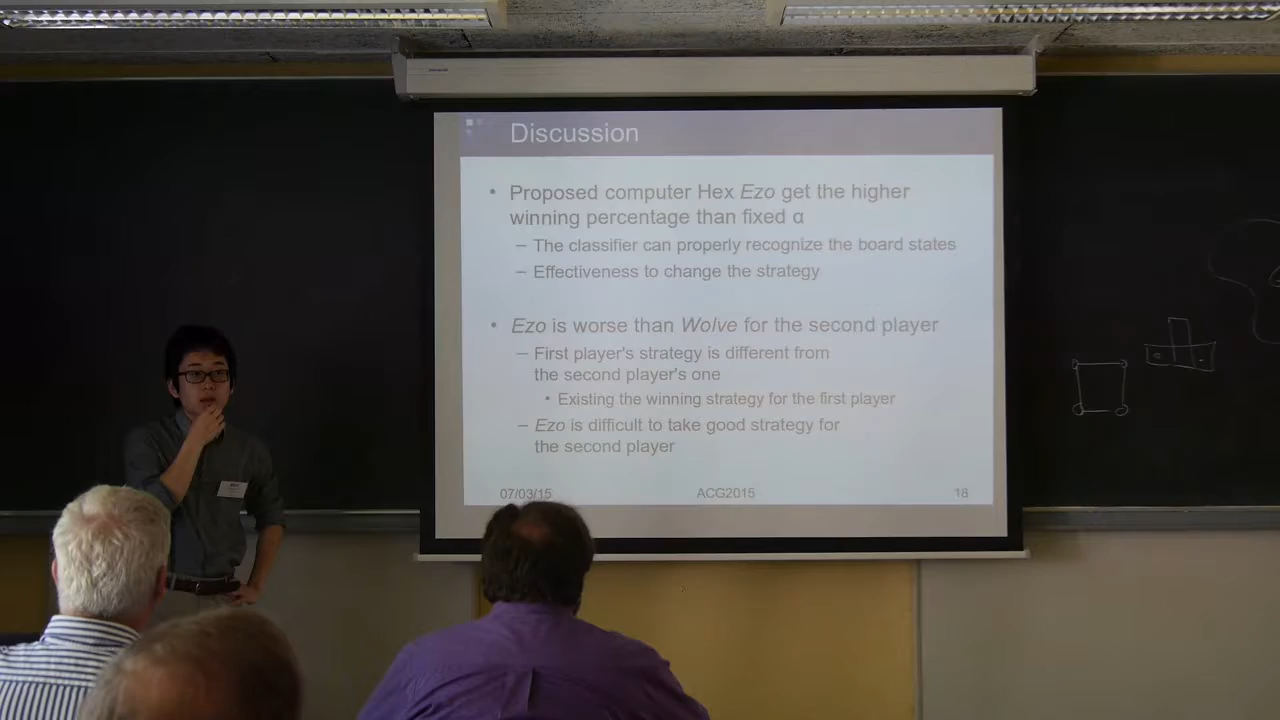 Discussion
• Proposed computer Hex Ezo get the higher
winning percentage than fixed α
– The classifier can properly recognize the board states
– Effectiveness to change the strategy
• Ezo is worse than Wolve for the second player
– First player's strategy is different from
the second player's one
• Existing the winning strategy for the first player
– Ezo is difficult to take good strategy for
the second player
07/03/15 ACG2015 18